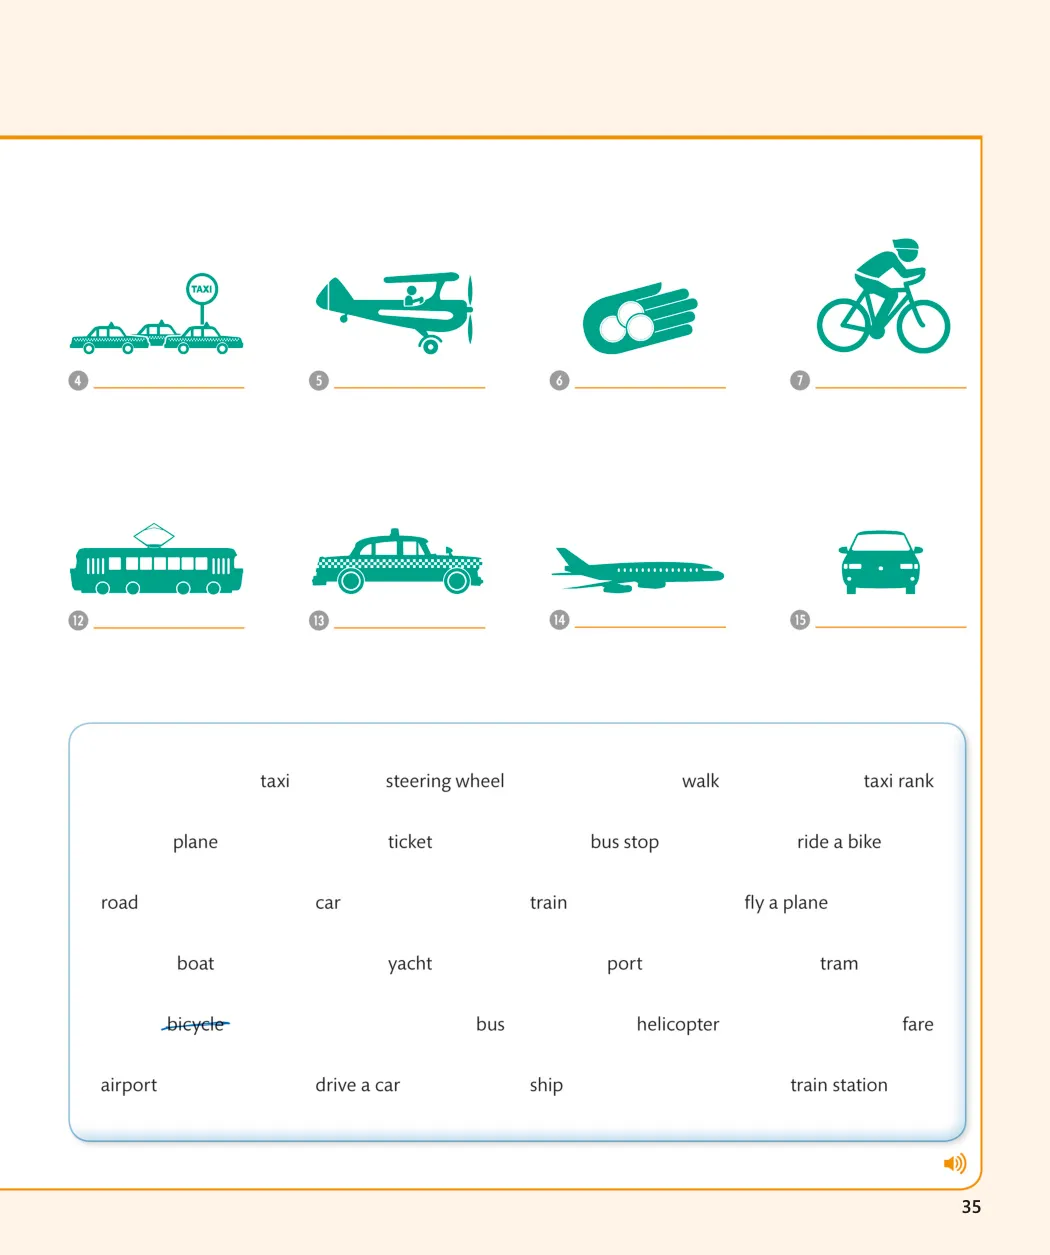 TAXI
4 5 6 7
12 13 14 15
taxi steering wheel walk taxi rank
plane ticket bus stop ride a bike
road car train fly a plane
boat yacht port tram
bicycle bus helicopter fare
airport drive a car ship train station
35